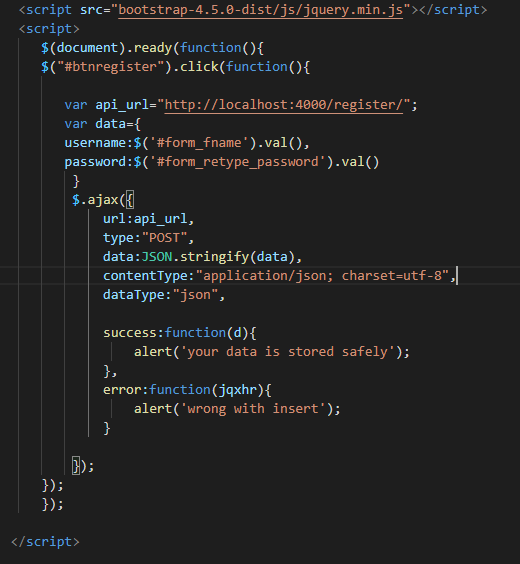 <script src="bootstrap-4.5.0-dist/js/jquery.min.js"></script>
<script>
$(document).ready(function(){
$("#btnregister").click(function(){
var api_url="http://localhost:4000/register/";
var data={
username:$('#form_fname').val(),
password:$('#form_retype_password').val()
}
$.ajax({
url:api_url,
type:"POST",
data:JSON.stringify(data),
contentType:"application/json; charset=utf-8",
dataType:"json",
success:function(d){
alert('your data is stored safely');
},
error:function(jqxhr){
alert('wrong with insert');
}
});
});
});
</script>